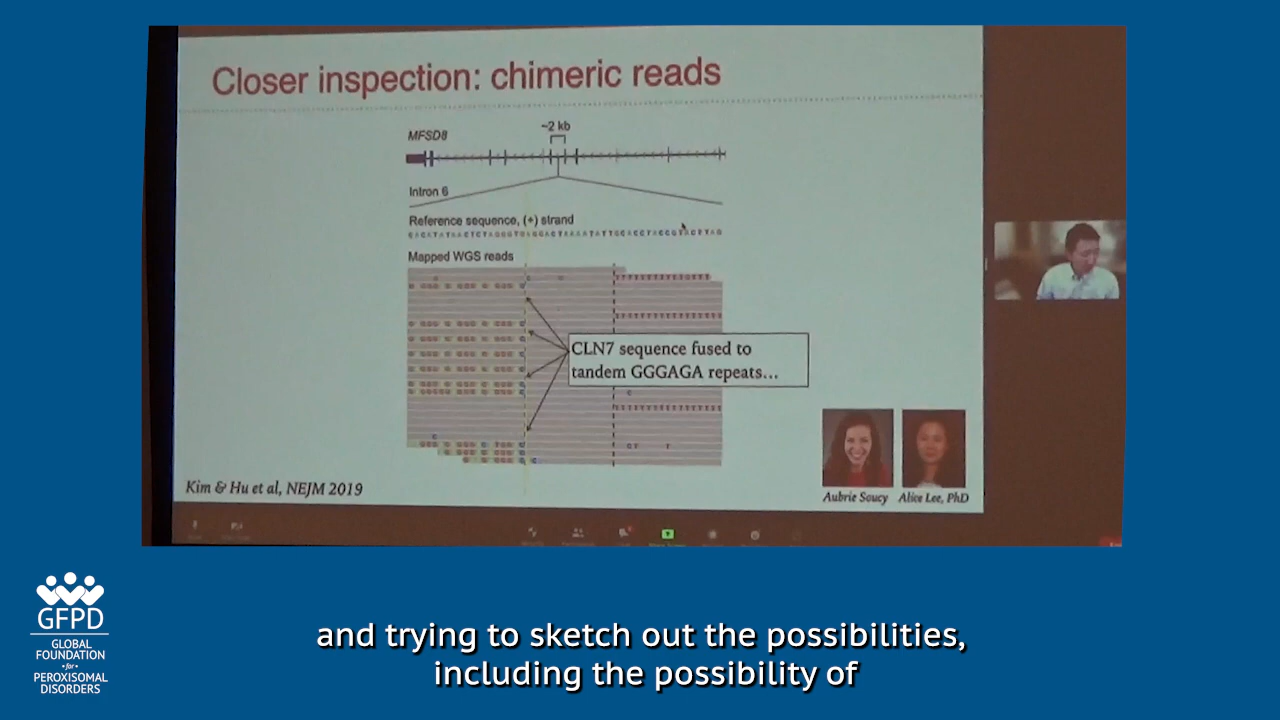 Closer inspection: chimeric reads
~2 kb
MFSD8
Intron 6
Reference sequence, (+) strand
Mapped WGS reads
CLN7 sequence fused to
tandem GGGAGA repeats...
Aubrie Soucy
Alice Lee, PhD
Kim & Hu et al, NEJM 2019
GFPD
GLOBAL
FOUNDATION
for
PEROXISOMAL
DISORDERS
and trying to sketch out the possibilities,
including the possibility of